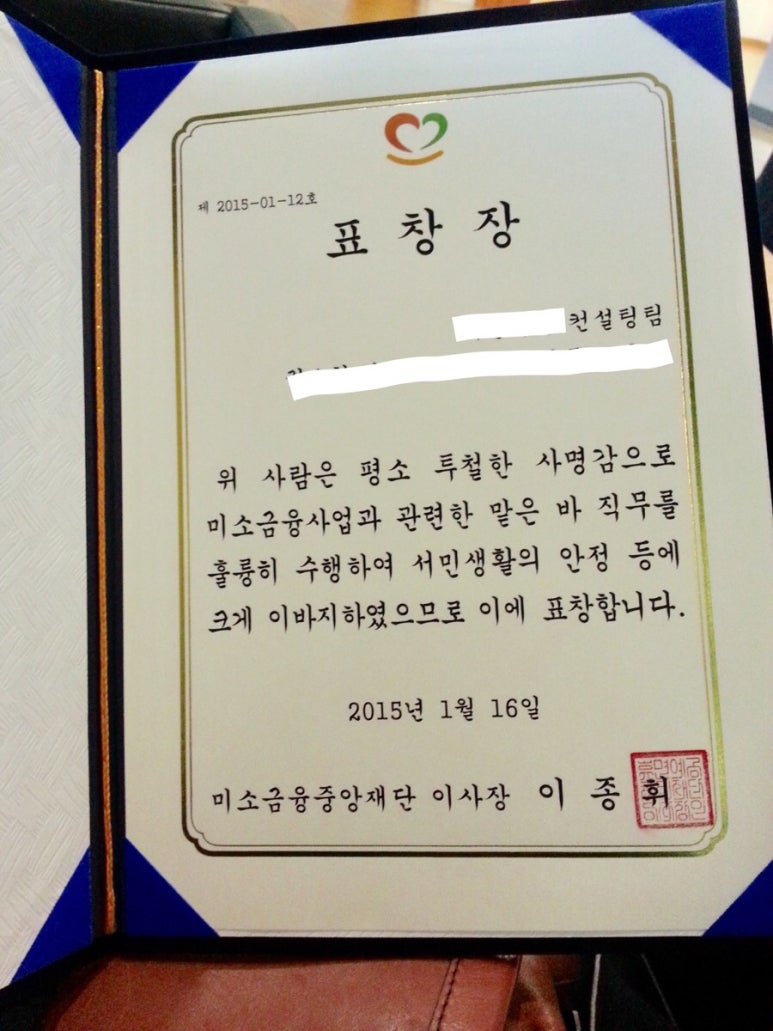 제 2015-01-12호
표 창 장
컨설팅팀
위 사람은 평소 투철한 사명감으로
미소금융사업과 관련한 맡은 바 직무를
훌륭히 수행하여 서민생활의 안정 등에
크게 이바지하였으므로 이에 표창합니다.
2015년 1월 16일
미소금융중앙재단 이사장 이 종 휘